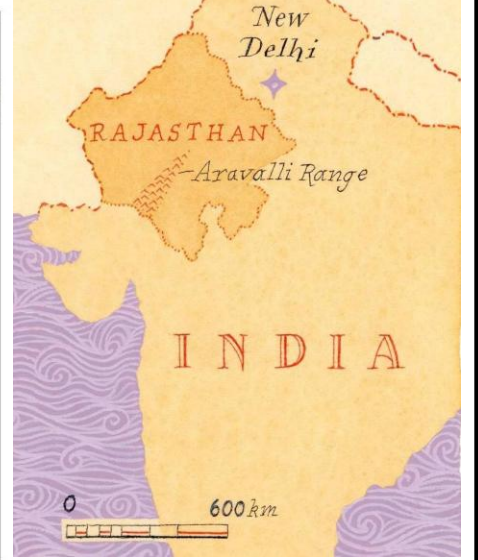 New
Delhi
RAJASTHAN
Aravalli Range
INDIA
0 600 km